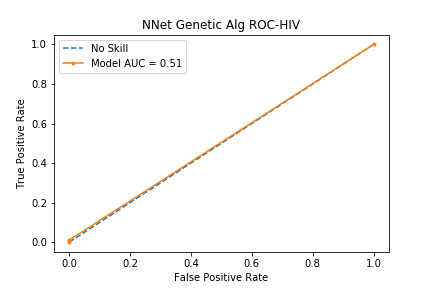 NNet Genetic Alg ROC-HIV
No Skill
Model AUC = 0.51
True Positive Rate
1.0
0.8
0.6
0.4
0.2
0.0
0.0 0.2 0.4 0.6 0.8 1.0
False Positive Rate